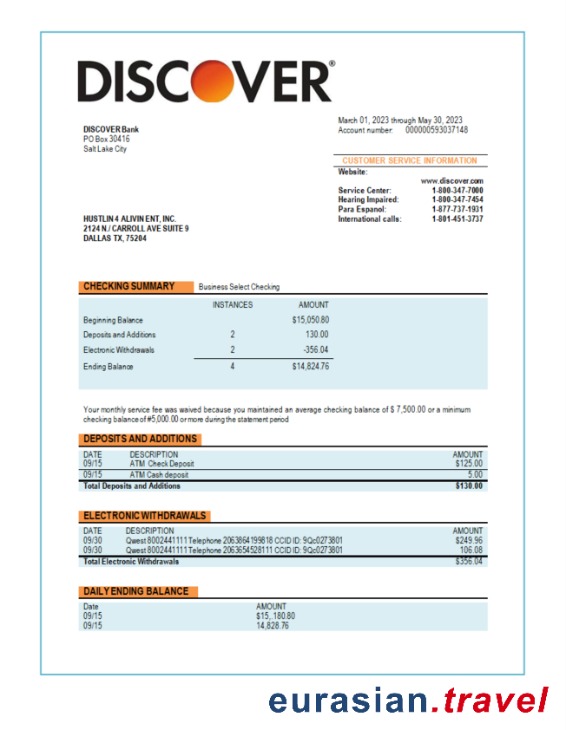 DISCOVER®
March 01, 2023 through May 30, 2023
DISCOVER Bank
Account number: 000000593037148
PO Box 30416
Salt Lake City
CUSTOMER SERVICE INFORMATION
Website:
www.discover.com
Service Center: 1-800-347-7000
Hearing Impaired: 1-800-347-7454
Para Espanol: 1-877-737-1931
International calls: 1-801-451-3737
HUSTLIN 4 ALIVIN ENT, INC.
2124 N / CARROLL AVE SUITE 9
DALLAS TX, 75204
CHECKING SUMMARY Business Select Checking
INSTANCES AMOUNT
Beginning Balance $15,050.80
Deposits and Additions 2 130.00
Electronic Withdrawals 2 -356.04
Ending Balance 4 $14,824.76
Your monthly service fee was waived because you maintained an average checking balance of $ 7,500.00 or a minimum
checking balance of #5,000.00 or more during the statement period
DEPOSITS AND ADDITIONS
DATE DESCRIPTION AMOUNT
09/15 ATM Check Deposit $125.00
09/15 ATM Cash deposit 5.00
Total Deposits and Additions $130.00
ELECTRONIC WITHDRAWALS
DATE DESCRIPTION AMOUNT
09/30 Qwest 8002441111 Telephone 2063864199818 CCID ID: 9Qc0273801 $249.96
09/30 Qwest 8002441111 Telephone 2063654528111 CCID ID: 9Qc0273801 106.08
Total Electronic Withdrawals $356.04
DAILY ENDING BALANCE
Date AMOUNT
09/15 $15,.180.80
09/15 14,828.76
eurasian.travel